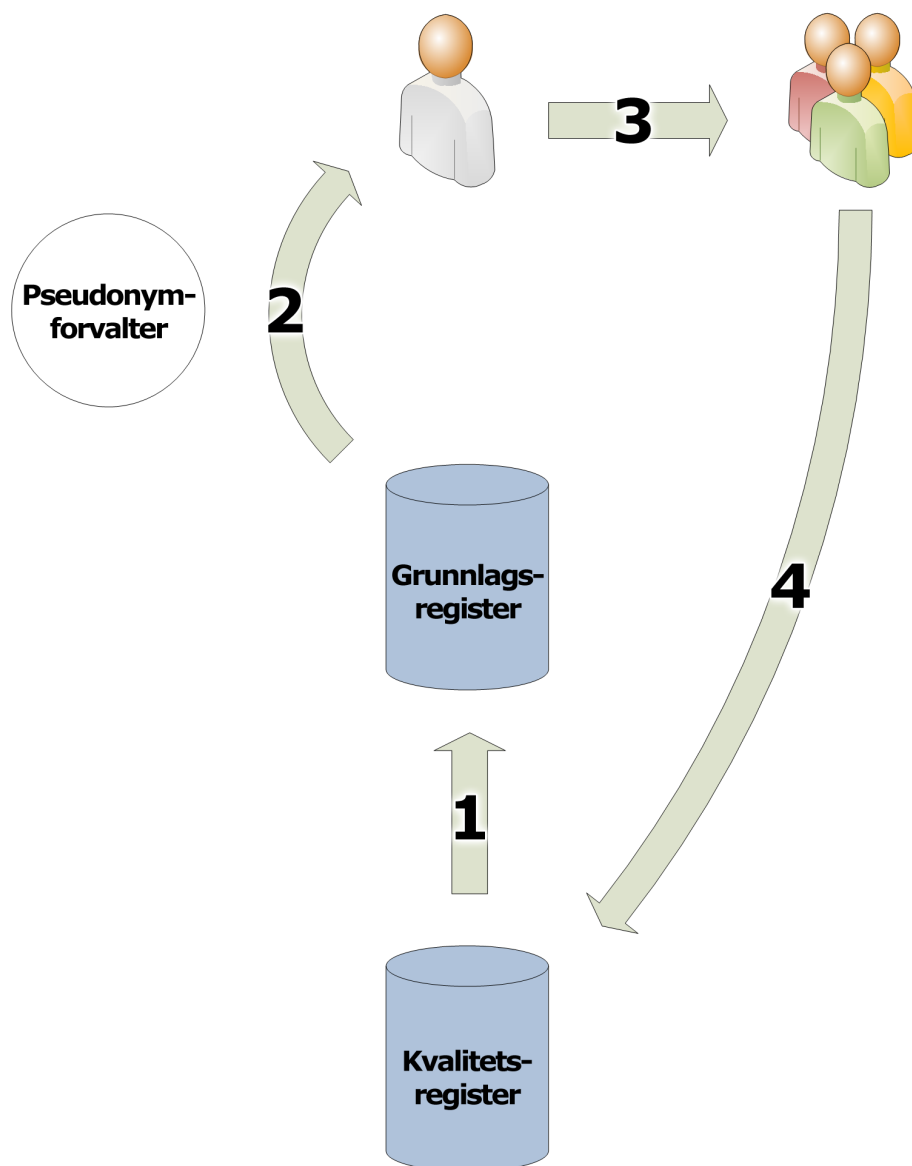 3
Pseudonym-
forvalter
2
Grunnlags-
register
4
1
Kvalitets-
register